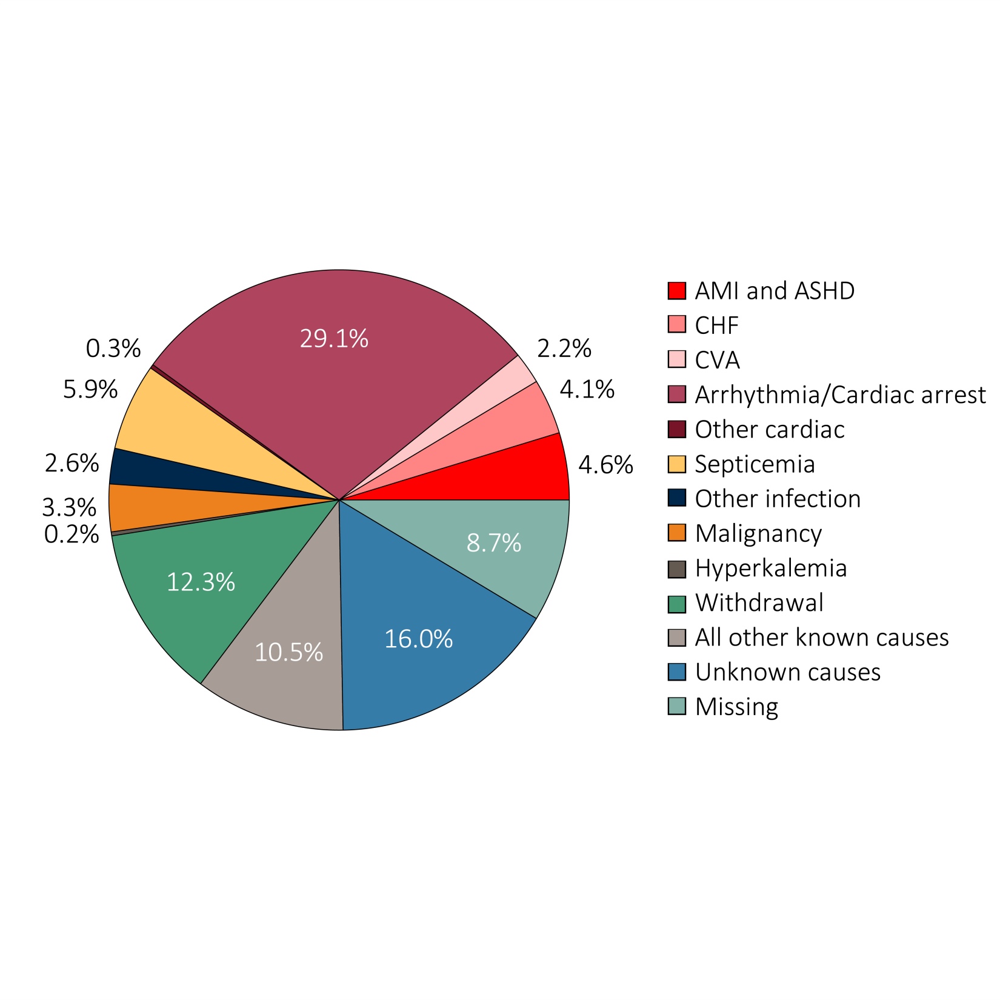 29.1%
0.3%
2.2%
5.9%
4.1%
2.6%
4.6%
3.3%
0.2%
8.7%
12.3%
16.0%
10.5%
AMI and ASHD
CHF
CVA
Arrhythmia/Cardiac arrest
Other cardiac
Septicemia
Other infection
Malignancy
Hyperkalemia
Withdrawal
All other known causes
Unknown causes
Missing